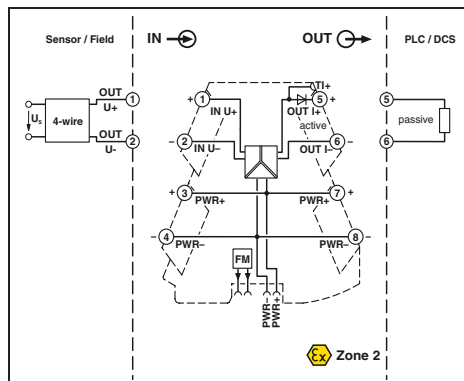 Sensor / Field
IN
OUT
PLC / DCS
OUT
U+
1
+ 1
IN U+
TI+
5 +
OUT I+
5
Us
4-wire
active
passive
OUT
U-
2
– 2
IN U–
6 –
OUT I–
6
+ 3
PWR+
7 +
PWR+
– 4
PWR–
8 –
PWR–
FM
PWR–
PWR+
Ex Zone 2